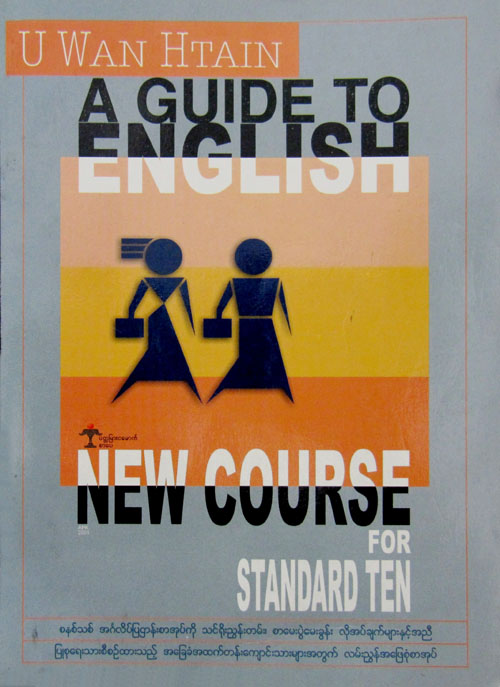 U WAN HTAIN
A GUIDE TO
ENGLISH
NEW COURSE
FOR
STANDARD TEN
စနစ်သစ် အင်္ဂလိပ်ပြဋ္ဌာန်းစာအုပ်ကို သင်ရိုးညွှန်းတမ်း၊ စာမေးပွဲမေးခွန်း လိုအပ်ချက်များနှင့်အညီ
ပြုစုရေးသားစီစဉ်ထားသည့် အခြေခံအထက်တန်းကျောင်းသားများအတွက် လမ်းညွှန်အဖြေစုံစာအုပ်